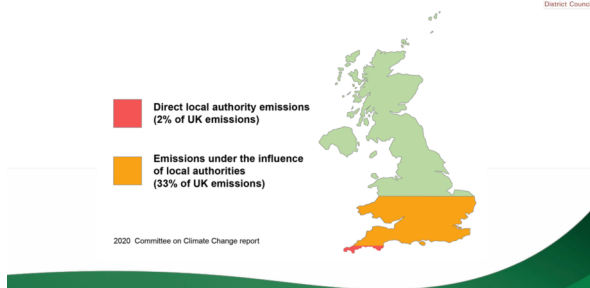 District Counc
Direct local authority emissions
(2% of UK emissions)
Emissions under the influence
of local authorities
(33% of UK emissions)
2020 Committee on Climate Change report